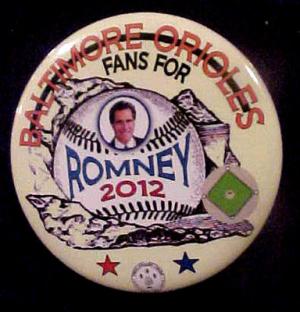 BALTIMORE ORIOLES
FANS FOR
ROMNEY
2012